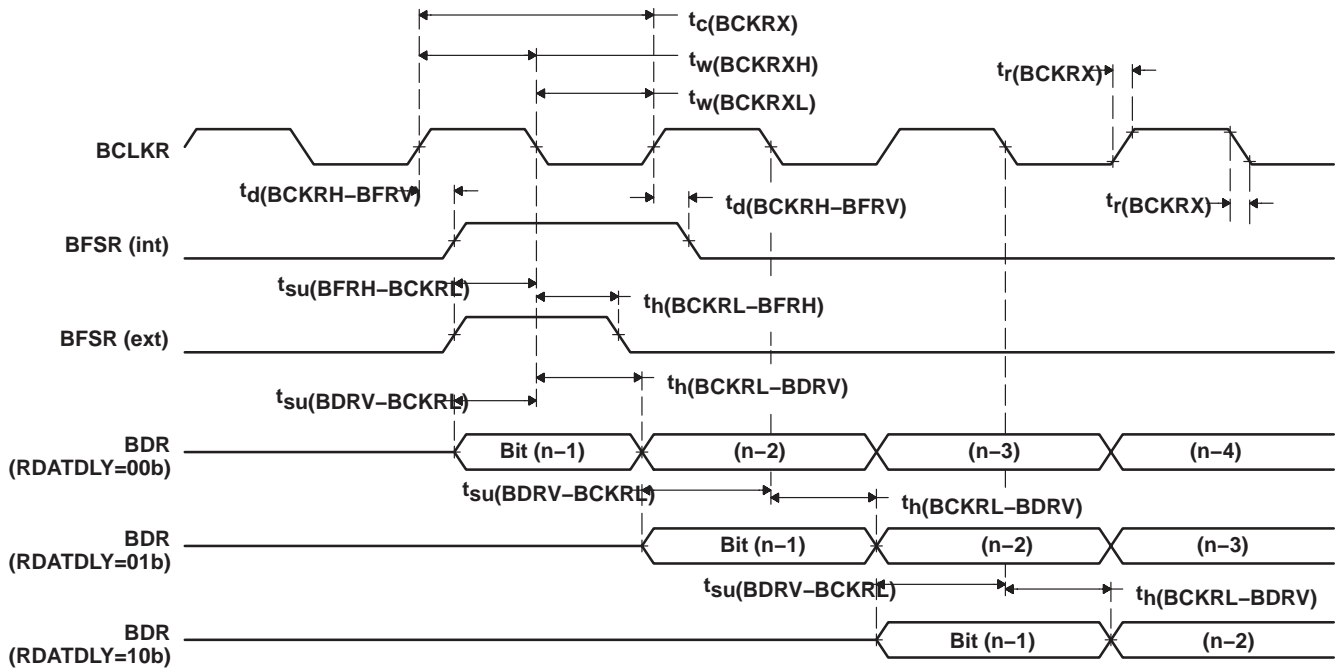 tc(BCKRX)
tw(BCKRXH)
tr(BCKRX)
tw(BCKRXL)
BCLKR
td(BCKRH−BFRV)
td(BCKRH−BFRV)
tr(BCKRX)
BFSR (int)
tsu(BFRH−BCKRL)
th(BCKRL−BFRH)
BFSR (ext)
th(BCKRL−BDRV)
tsu(BDRV−BCKRL)
BDR
(RDATDLY=00b)
Bit (n−1)
(n−2)
(n−3)
(n−4)
tsu(BDRV−BCKRL)
th(BCKRL−BDRV)
BDR
(RDATDLY=01b)
Bit (n−1)
(n−2)
(n−3)
tsu(BDRV−BCKRL)
th(BCKRL−BDRV)
BDR
(RDATDLY=10b)
Bit (n−1)
(n−2)